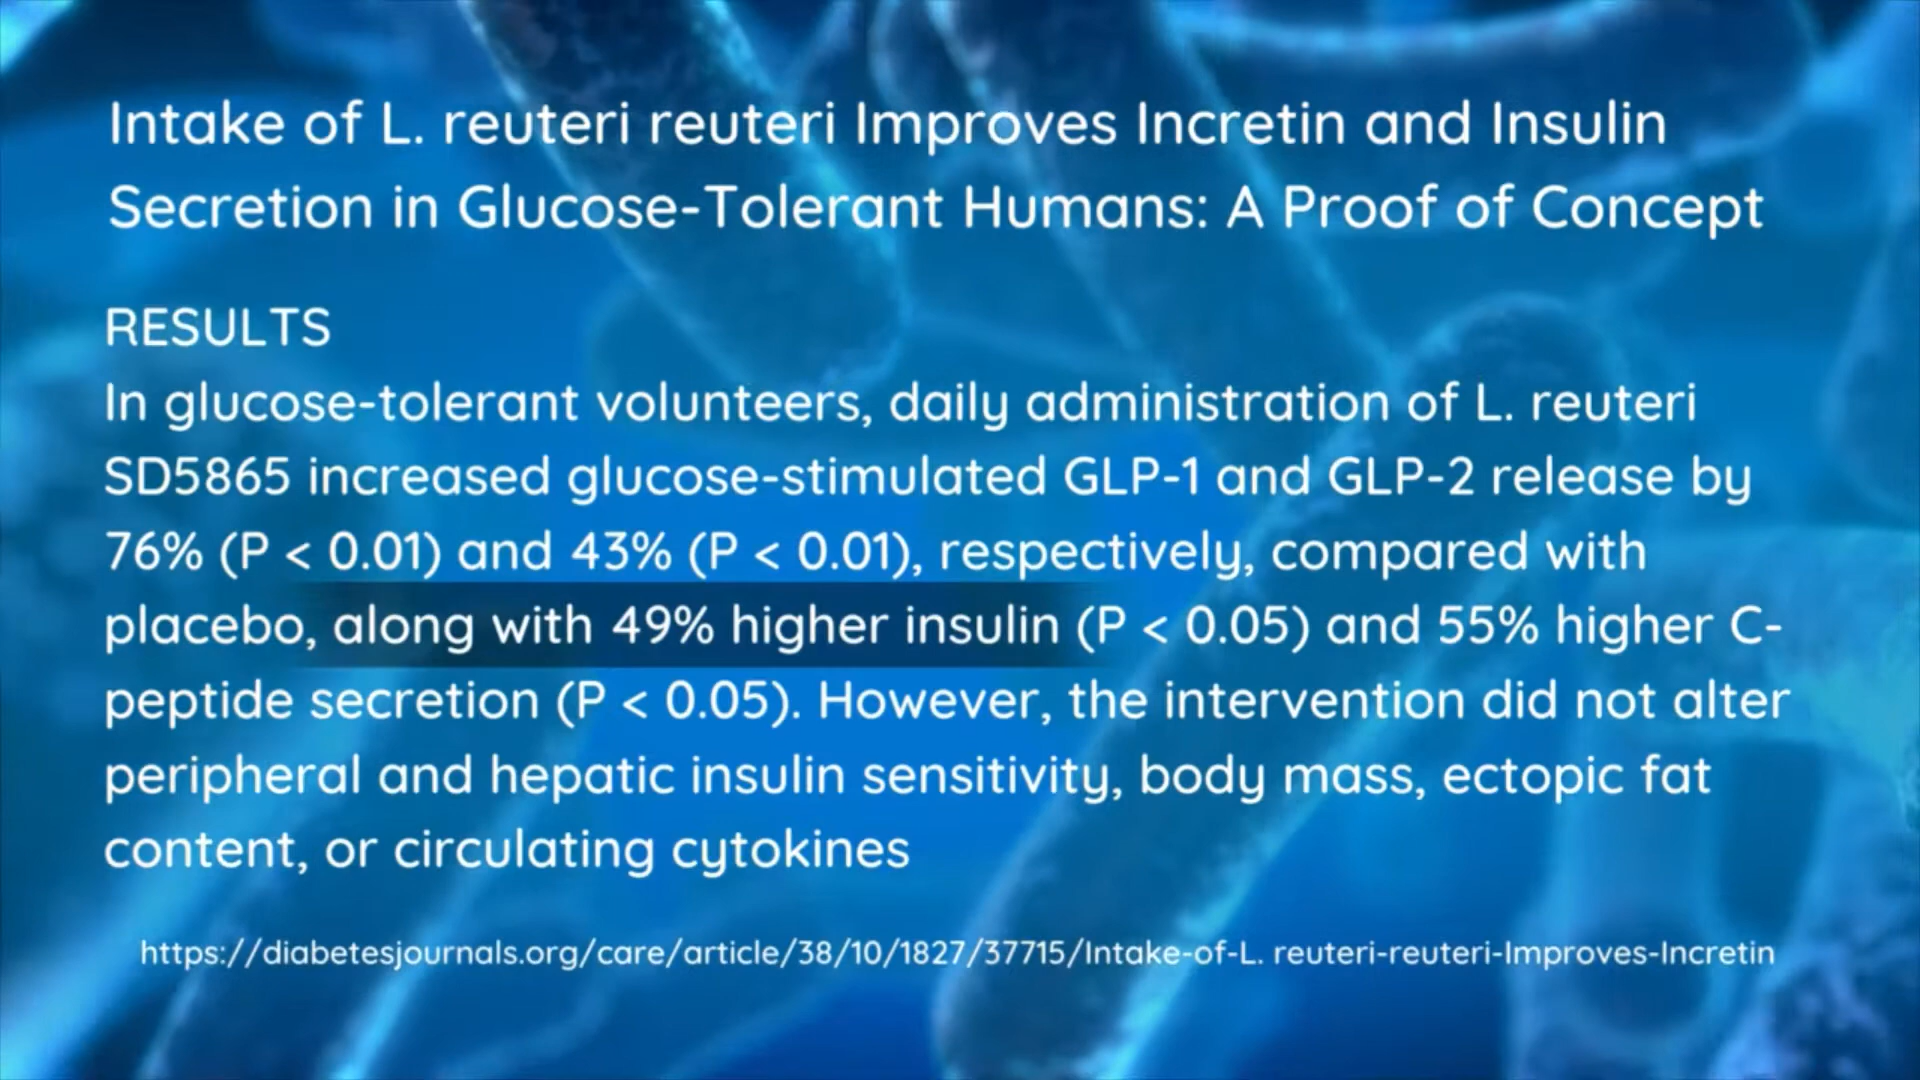 Intake of L. reuteri reuteri Improves Incretin and Insulin
Secretion in Glucose-Tolerant Humans: A Proof of Concept
RESULTS
In glucose-tolerant volunteers, daily administration of L. reuteri
SD5865 increased glucose-stimulated GLP-1 and GLP-2 release by
76% (P < 0.01) and 43% (P < 0.01), respectively, compared with
placebo, along with 49% higher insulin (P < 0.05) and 55% higher C-
peptide secretion (P < 0.05). However, the intervention did not alter
peripheral and hepatic insulin sensitivity, body mass, ectopic fat
content, or circulating cytokines
https://diabetesjournals.org/care/article/38/10/1827/37715/Intake-of-L. reuteri-reuteri-Improves-Incretin